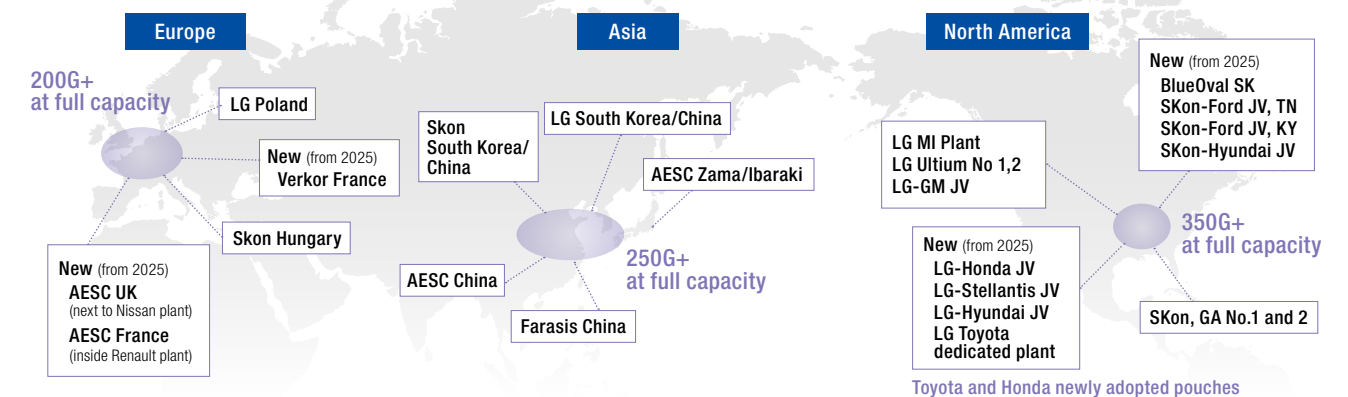 Europe
200G+
at full capacity
LG Poland
New (from 2025)
Verkor France
Skon Hungary
New (from 2025)
AESC UK
(next to Nissan plant)
AESC France
(inside Renault plant)
Asia
Skon
South Korea/
China
LG South Korea/China
AESC Zama/Ibaraki
250G+
at full capacity
AESC China
Farasis China
North America
New (from 2025)
BlueOval SK
SKon-Ford JV, TN
SKon-Ford JV, KY
SKon-Hyundai JV
LG MI Plant
LG Ultium No 1,2
LG-GM JV
350G+
at full capacity
New (from 2025)
LG-Honda JV
LG-Stellantis JV
LG-Hyundai JV
LG Toyota
dedicated plant
SKon, GA No.1 and 2
Toyota and Honda newly adopted pouches